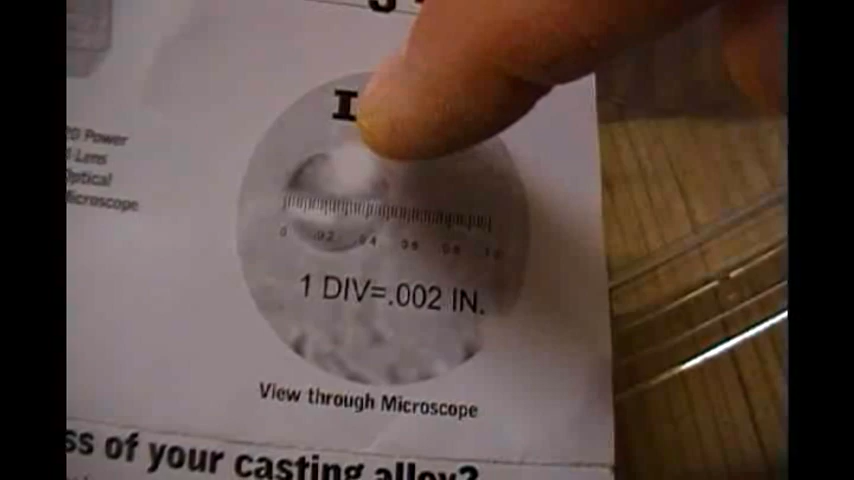 20 Power
Lens
Optical
Microscope
I
0 .02 .04 .06 .08 .10
1 DIV=.002 IN.
View through Microscope
ss of your casting alloy?